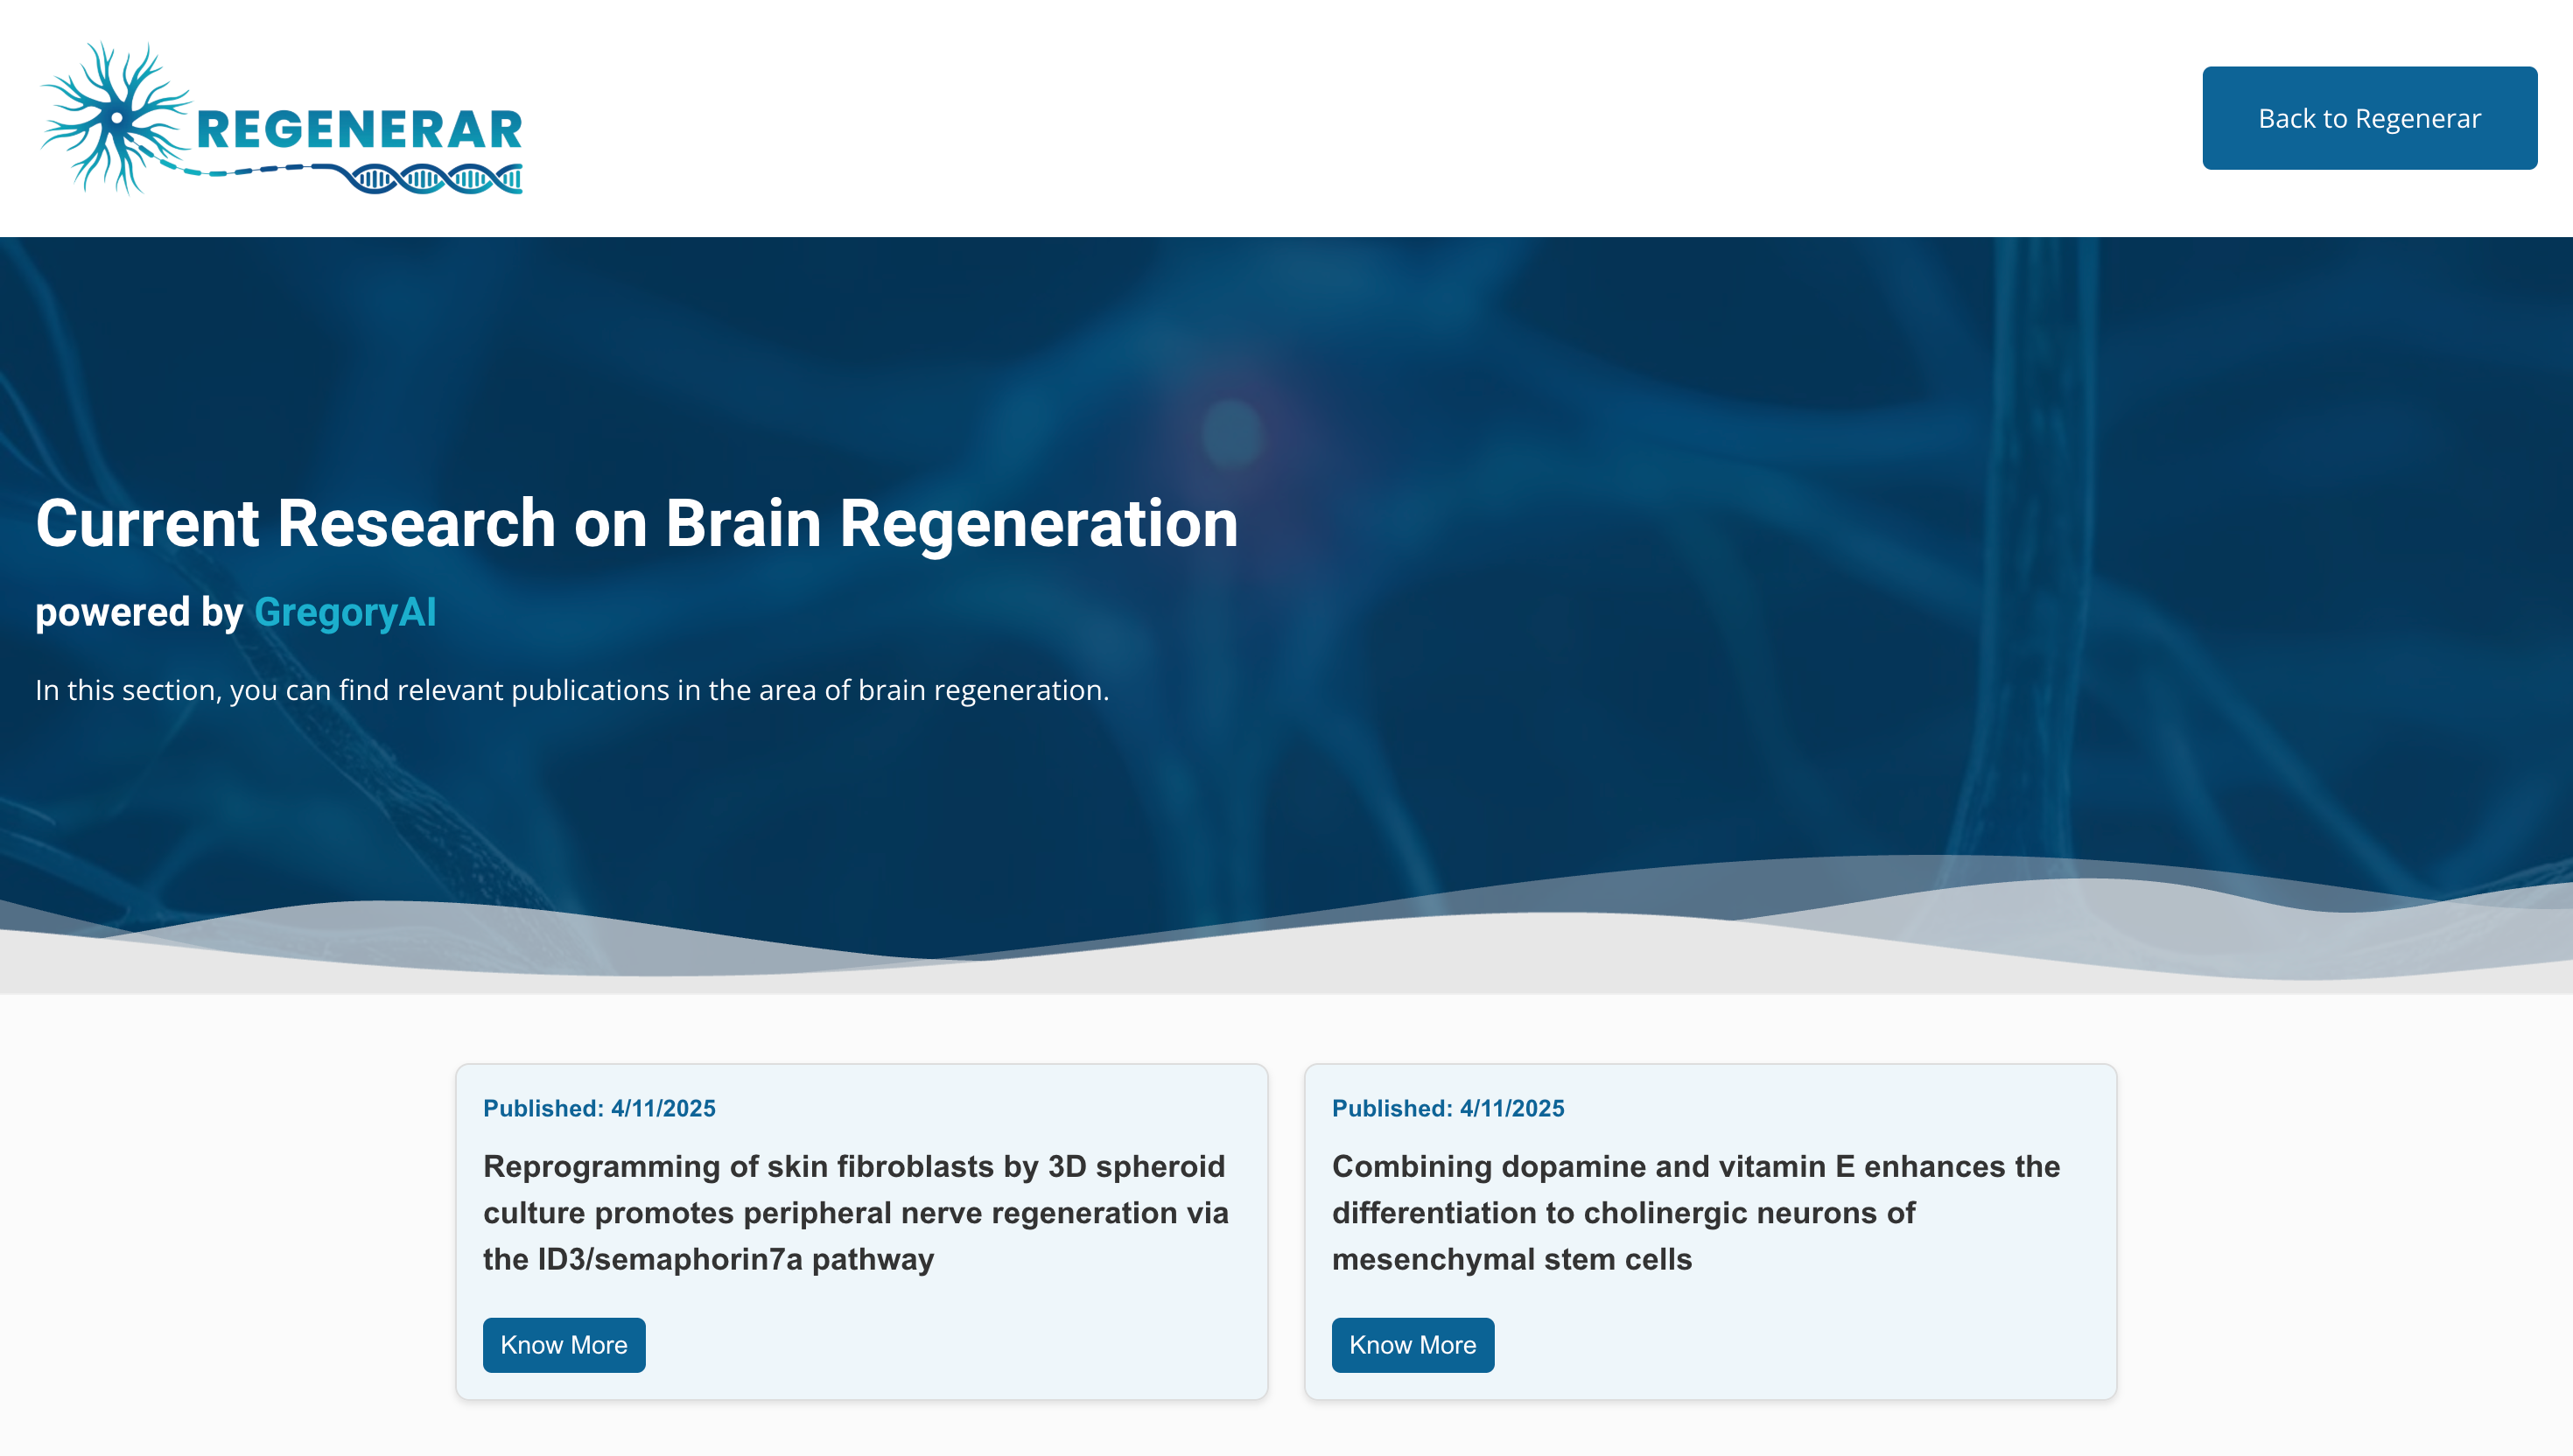 REGENERAR
Back to Regenerar
Current Research on Brain Regeneration
powered by GregoryAI
In this section, you can find relevant publications in the area of brain regeneration.
Published: 4/11/2025
Reprogramming of skin fibroblasts by 3D spheroid
culture promotes peripheral nerve regeneration via
the ID3/semaphorin7a pathway
Know More
Published: 4/11/2025
Combining dopamine and vitamin E enhances the
differentiation to cholinergic neurons of
mesenchymal stem cells
Know More